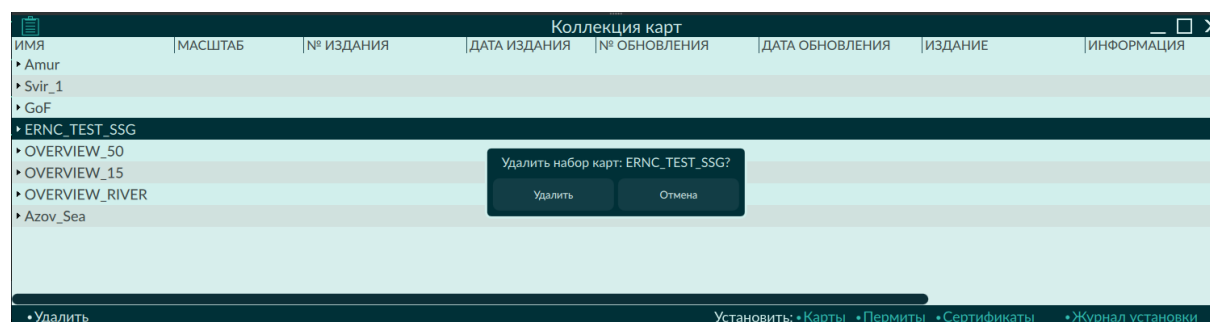 Коллекция карт
ИМЯ МАСШТАБ № ИЗДАНИЯ ДАТА ИЗДАНИЯ № ОБНОВЛЕНИЯ ДАТА ОБНОВЛЕНИЯ ИЗДАНИЕ ИНФОРМАЦИЯ
Amur
Svir_1
GoF
ERNC_TEST_SSG
OVERVIEW_50
OVERVIEW_15
OVERVIEW_RIVER
Azov_Sea
Удалить набор карт: ERNC_TEST_SSG?
Удалить Отмена
•Удалить Установить: •Карты •Пермиты •Сертификаты •Журнал установки